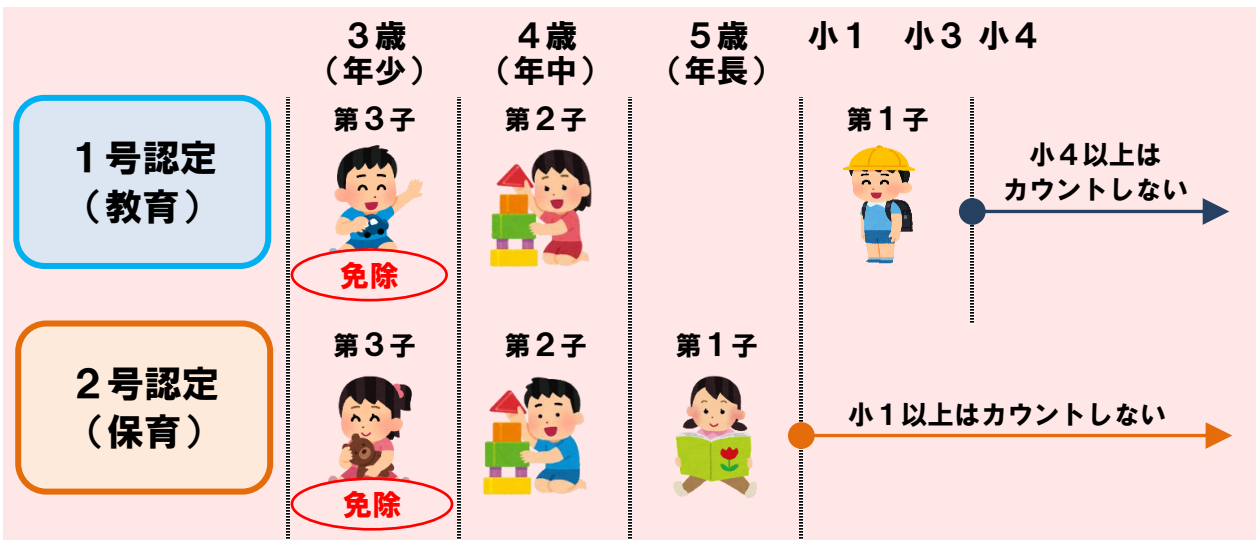 ３歳 ４歳 ５歳 小１ 小３ 小４
（年少） （年中） （年長）
第３子 第２子 第１子
１号認定
（教育）
小４以上は
カウントしない
免除
第３子 第２子 第１子
２号認定
（保育）
小１以上はカウントしない
免除